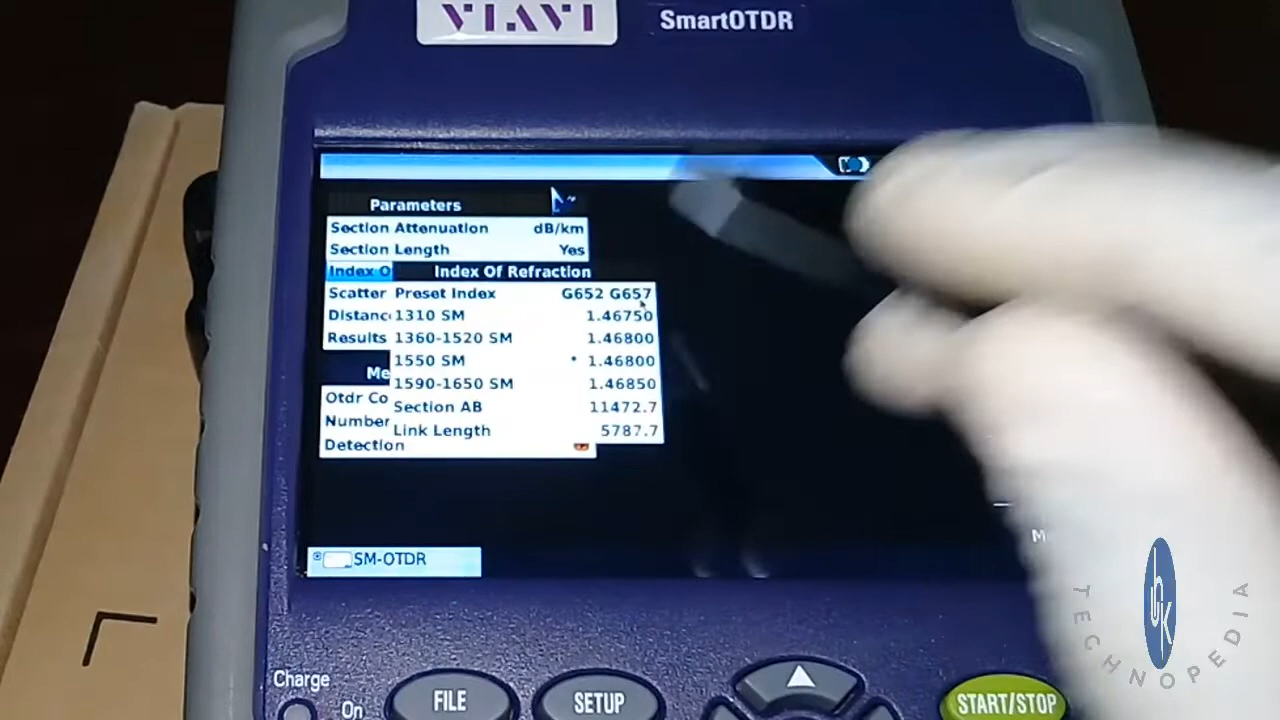 VIAVI
SmartOTDR
Parameters
Section Attenuation dB/km
Section Length Yes
Index O
Index Of Refraction
Scatter
Preset Index G652 G657
Distanc
1310 SM 1.46750
Results
1360-1520 SM 1.46800
1550 SM * 1.46800
Me
1590-1650 SM 1.46850
Otdr Co
Section AB 11472.7
Number
Link Length 5787.7
Detection
SM-OTDR
Charge
On
FILE
SETUP
START/STOP
TECHNOPEDIA